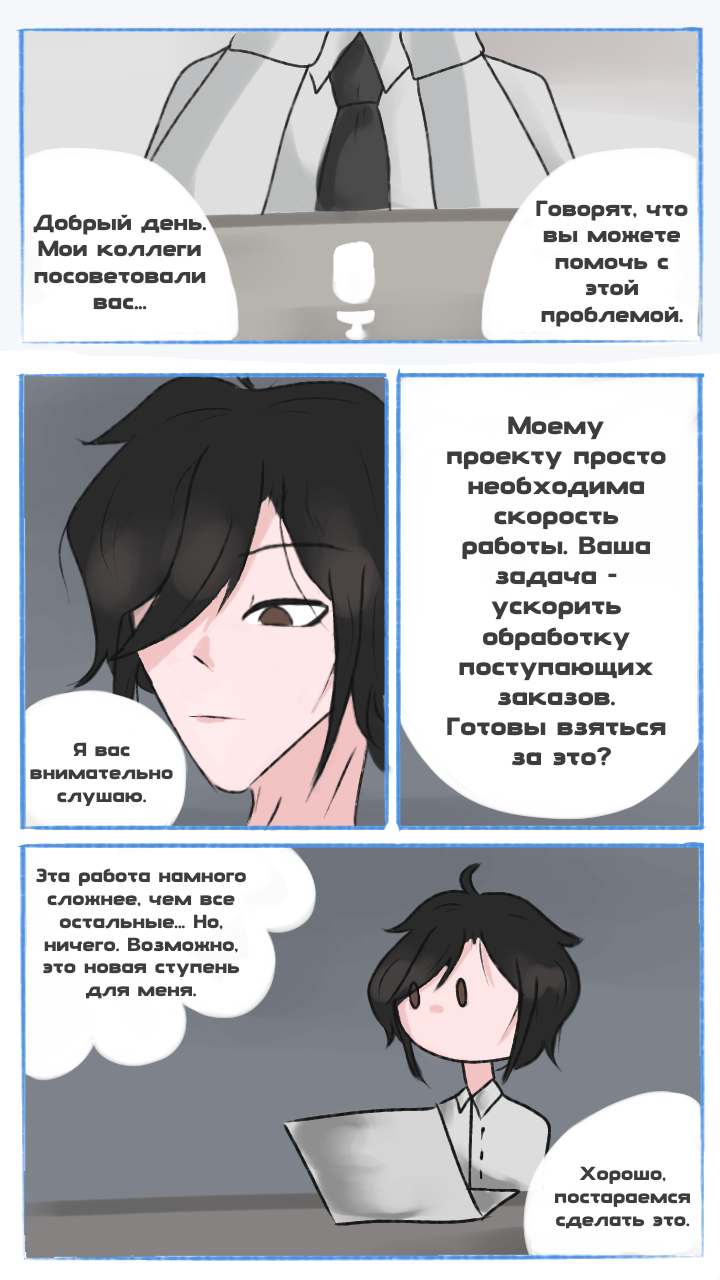 Добрый день.
Мои коллеги
посоветовали
вас...
Говорят, что
вы можете
помочь с
этой
проблемой.
Я вас
внимательно
слушаю.
Моему
проекту просто
необходима
скорость
работы. Ваша
задача -
ускорить
обработку
поступающих
заказов.
Готовы взяться
за это?
Эта работа намного
сложнее, чем все
остальные... Но,
ничего. Возможно,
это новая ступень
для меня.
Хорошо,
постараемся
сделать это.